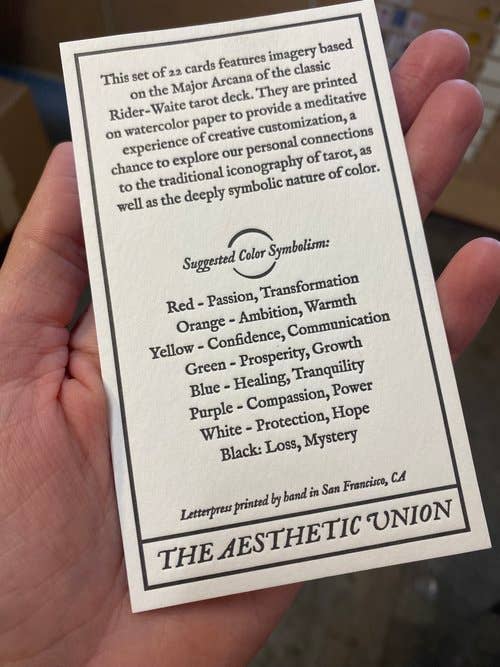 This set of 22 cards features imagery based
on the Major Arcana of the classic
Rider-Waite tarot deck. They are printed
on watercolor paper to provide a meditative
experience of creative customization, a
chance to explore our personal connections
to the traditional iconography of tarot, as
well as the deeply symbolic nature of color.
Suggested Color Symbolism:
Red - Passion, Transformation
Orange - Ambition, Warmth
Yellow - Confidence, Communication
Green - Prosperity, Growth
Blue - Healing, Tranquility
Purple - Compassion, Power
White - Protection, Hope
Black: Loss, Mystery
Letterpress printed by hand in San Francisco, CA
THE AESTHETIC UNION